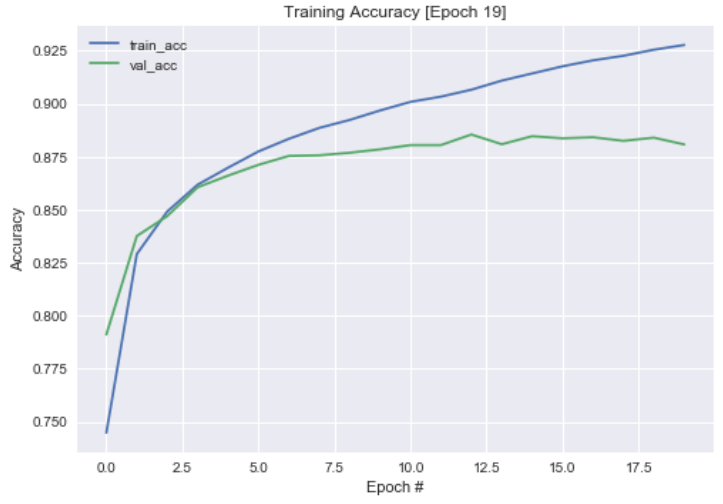 Training Accuracy [Epoch 19]
train_acc
val_acc
0.925
0.900
0.875
0.850
0.825
0.800
0.775
0.750
Accuracy
0.0 2.5 5.0 7.5 10.0 12.5 15.0 17.5
Epoch #